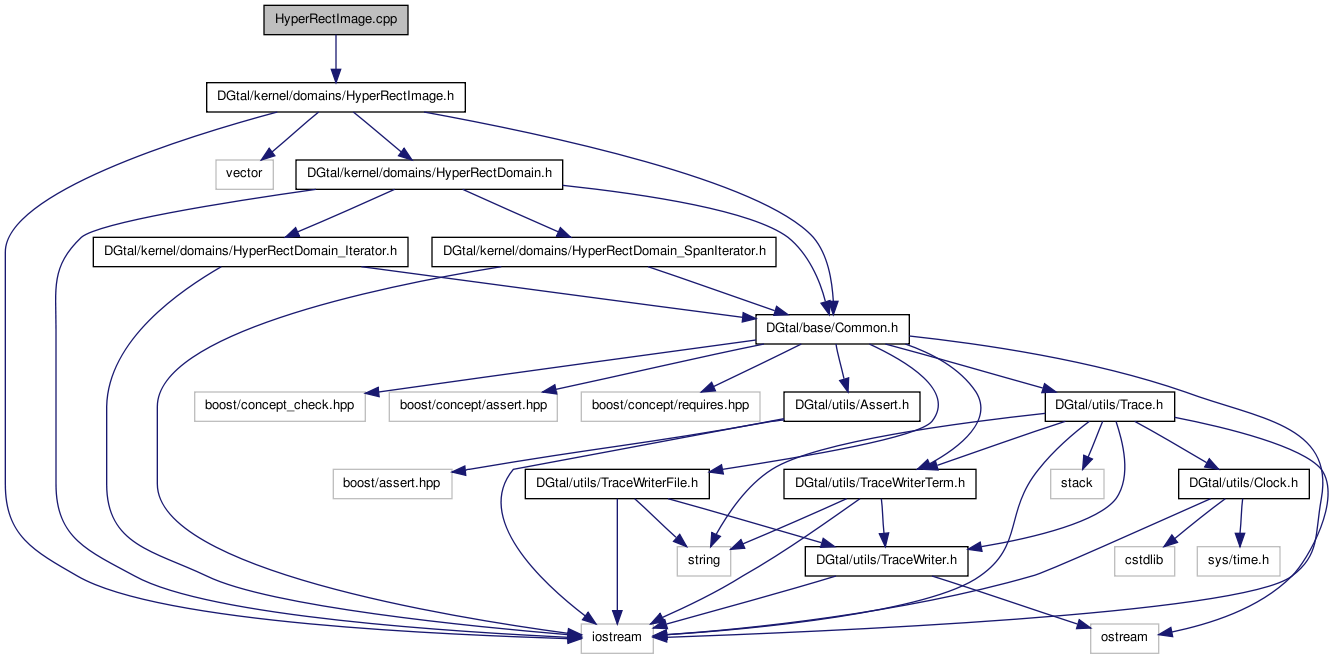 HyperRectImage.cpp
DGtal/kernel/domains/HyperRectImage.h
vector
DGtal/kernel/domains/HyperRectDomain.h
DGtal/kernel/domains/HyperRectDomain_Iterator.h
DGtal/kernel/domains/HyperRectDomain_SpanIterator.h
DGtal/base/Common.h
boost/concept_check.hpp
boost/concept/assert.hpp
boost/concept/requires.hpp
DGtal/utils/Assert.h
DGtal/utils/Trace.h
boost/assert.hpp
DGtal/utils/TraceWriterFile.h
DGtal/utils/TraceWriterTerm.h
stack
DGtal/utils/Clock.h
string
DGtal/utils/TraceWriter.h
cstdlib
sys/time.h
iostream
ostream